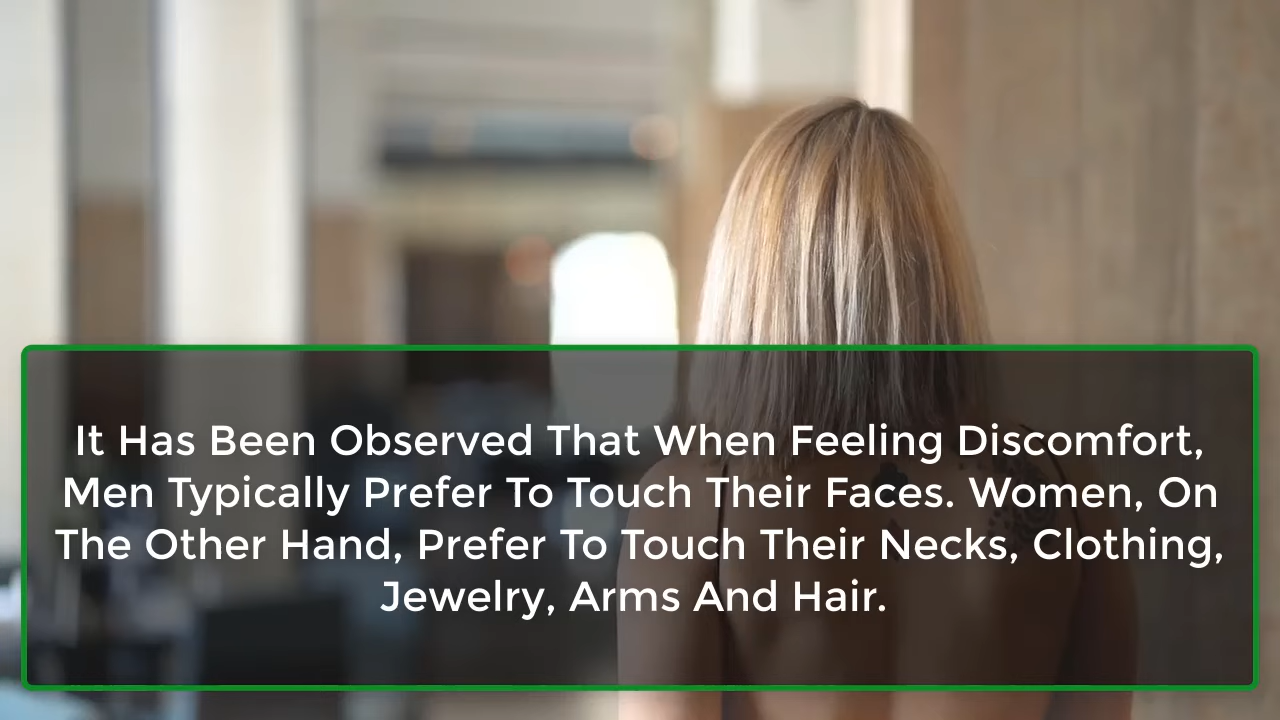 It Has Been Observed That When Feeling Discomfort,
Men Typically Prefer To Touch Their Faces. Women, On
The Other Hand, Prefer To Touch Their Necks, Clothing,
Jewelry, Arms And Hair.